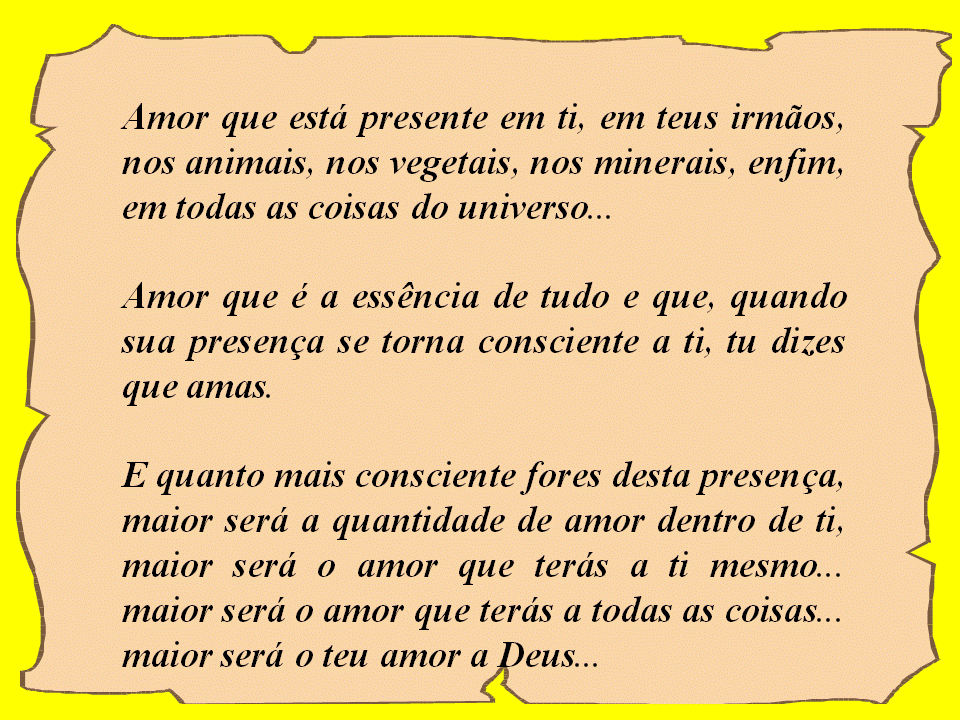 Amor que está presente em ti, em teus irmãos,
nos animais, nos vegetais, nos minerais, enfim,
em todas as coisas do universo...
Amor que é a essência de tudo e que, quando
sua presença se torna consciente a ti, tu dizes
que amas.
E quanto mais consciente fores desta presença,
maior será a quantidade de amor dentro de ti,
maior será o amor que terás a ti mesmo...
maior será o amor que terás a todas as coisas...
maior será o teu amor a Deus...